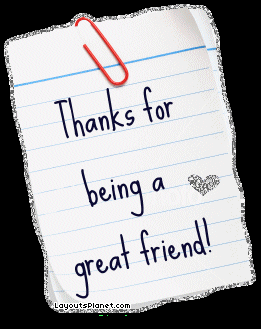 Thanks for
being a
great friend!
LayoutsPlanet.com